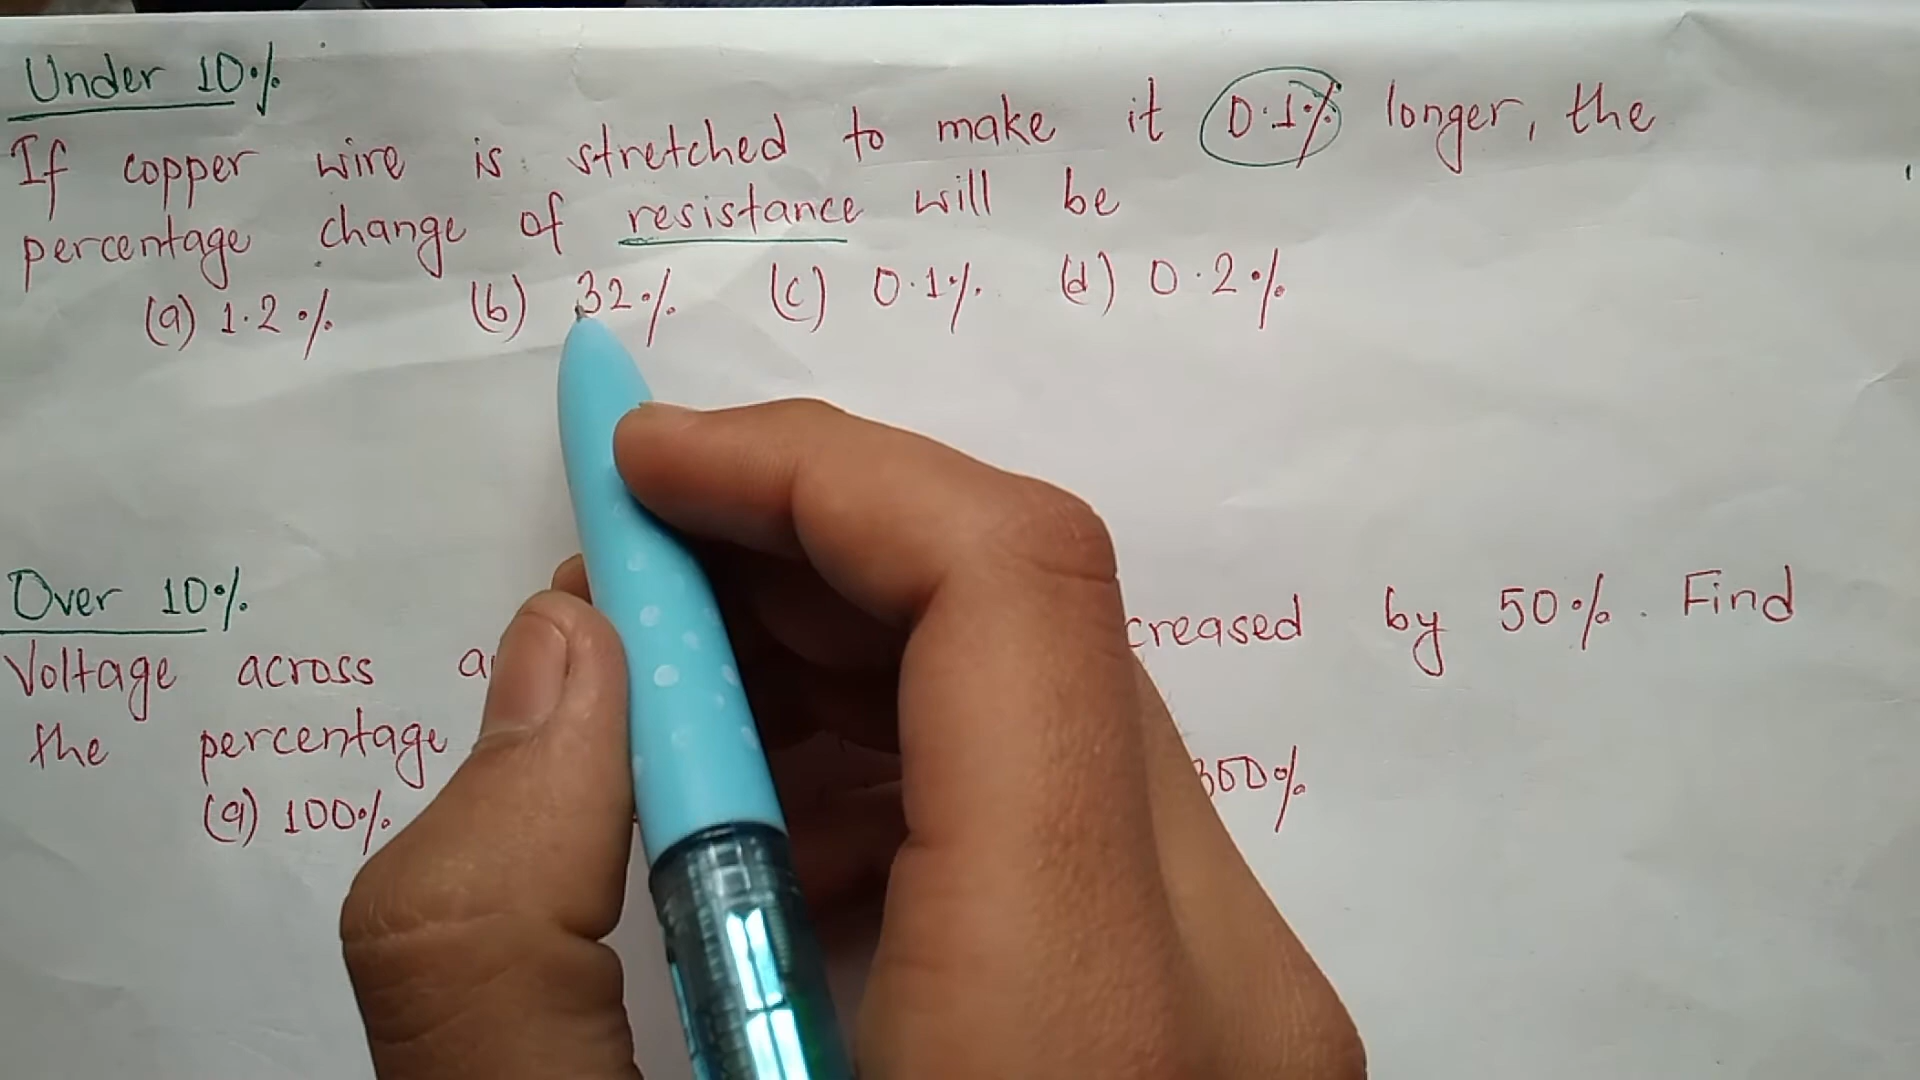 Under 10%
If copper wire is stretched to make it 0.1% longer, the
percentage change of resistance will be
(a) 1.2% (b) 32% (c) 0.1% (d) 0.2%
Over 10%
Voltage across creased by 50%. Find
the percentage
(a) 100% 300%